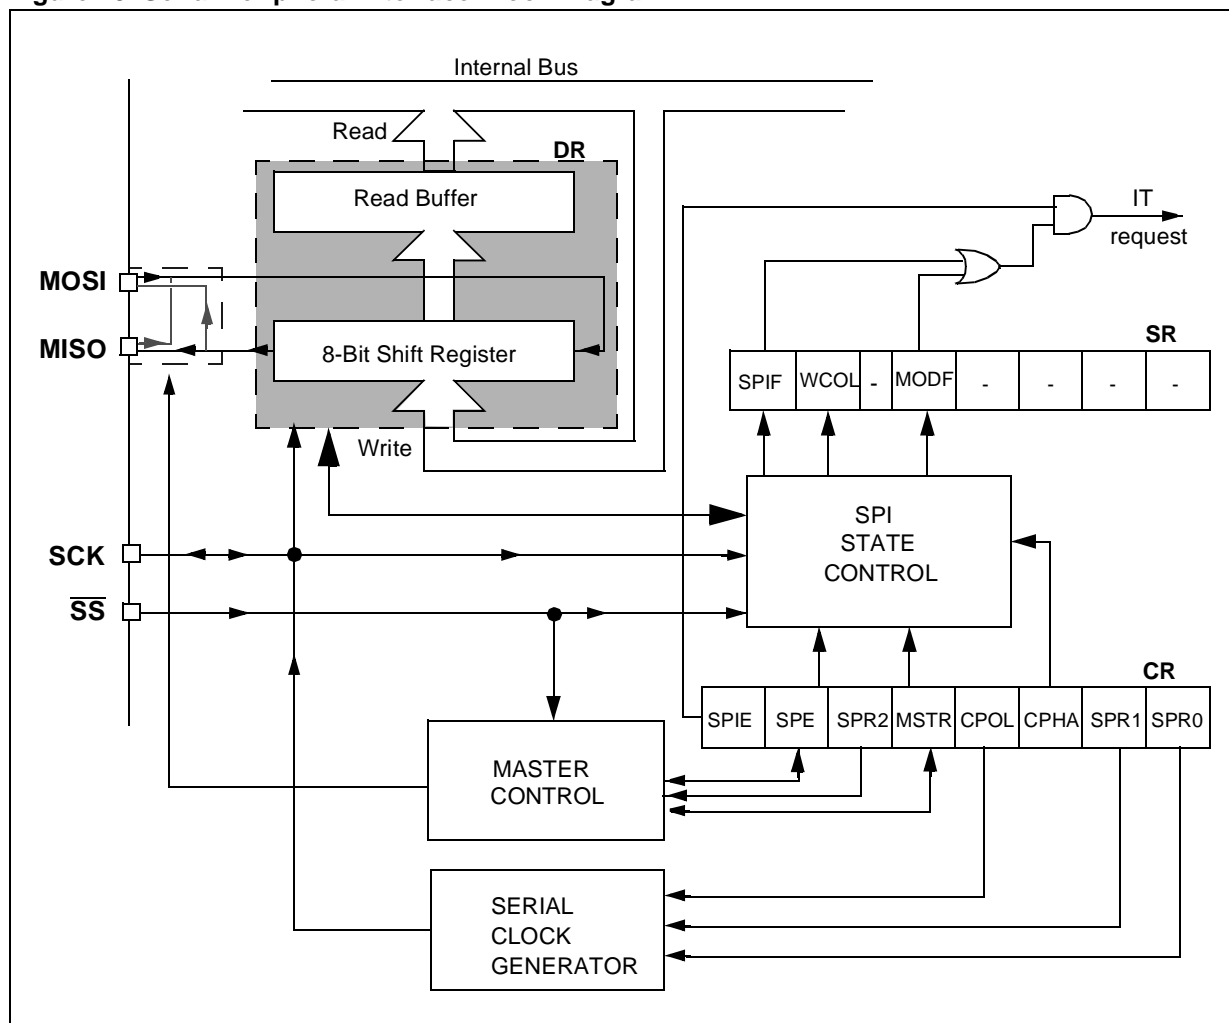 Internal Bus
Read
DR
Read Buffer
IT
request
MOSI
MISO
8-Bit Shift Register
SR
SPIF WCOL - MODF - - - -
Write
SPI
STATE
CONTROL
SCK
SS
CR
SPIE SPE SPR2 MSTR CPOL CPHA SPR1 SPR0
MASTER
CONTROL
SERIAL
CLOCK
GENERATOR